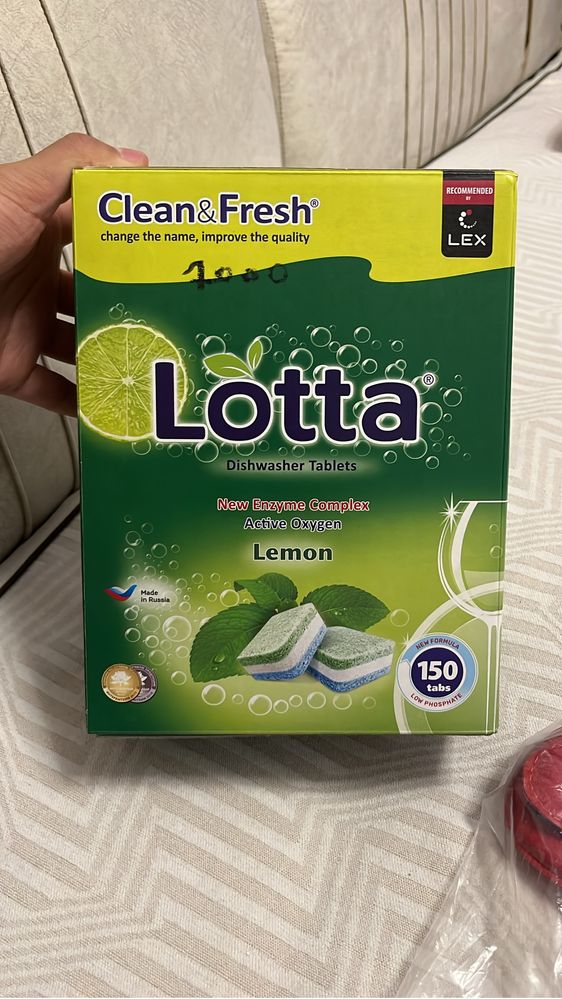 Clean&Fresh®
change the name, improve the quality
RECOMMENDED
BY
LEX
1000
Lotta®
Dishwasher Tablets
New Enzyme Complex
Active Oxygen
Lemon
Made
in Russia
NEW FORMULA
150
tabs
LOW PHOSPHATE